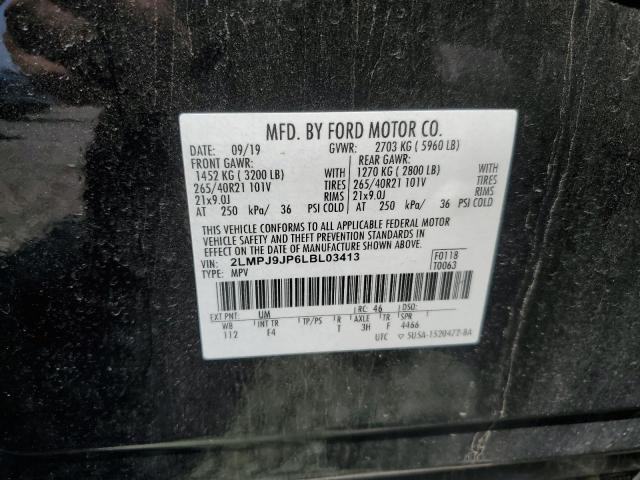 MFD. BY FORD MOTOR CO.
DATE: 09/19 GVWR: 2703 KG ( 5960 LB)
FRONT GAWR: REAR GAWR:
1452 KG ( 3200 LB) WITH 1270 KG ( 2800 LB) WITH
265/40R21 101V TIRES 265/40R21 101V TIRES
21x9.0J RIMS 21x9.0J RIMS
AT 250 kPa/ 36 PSI COLD AT 250 kPa/ 36 PSI COLD
THIS VEHICLE CONFORMS TO ALL APPLICABLE FEDERAL MOTOR
VEHICLE SAFETY AND BUMPER STANDARDS IN EFFECT
ON THE DATE OF MANUFACTURE SHOWN ABOVE.
VIN: 2LMPJ9JP6LBL03413 F0118
TYPE: MPV T0063
EXT PNT: UM RC: 46 DSO:
WB INT TR TP/PS R AXLE TR SPR
112 F4 T 3H F 4466
UTC ▽ 5U5A-1520472-BA